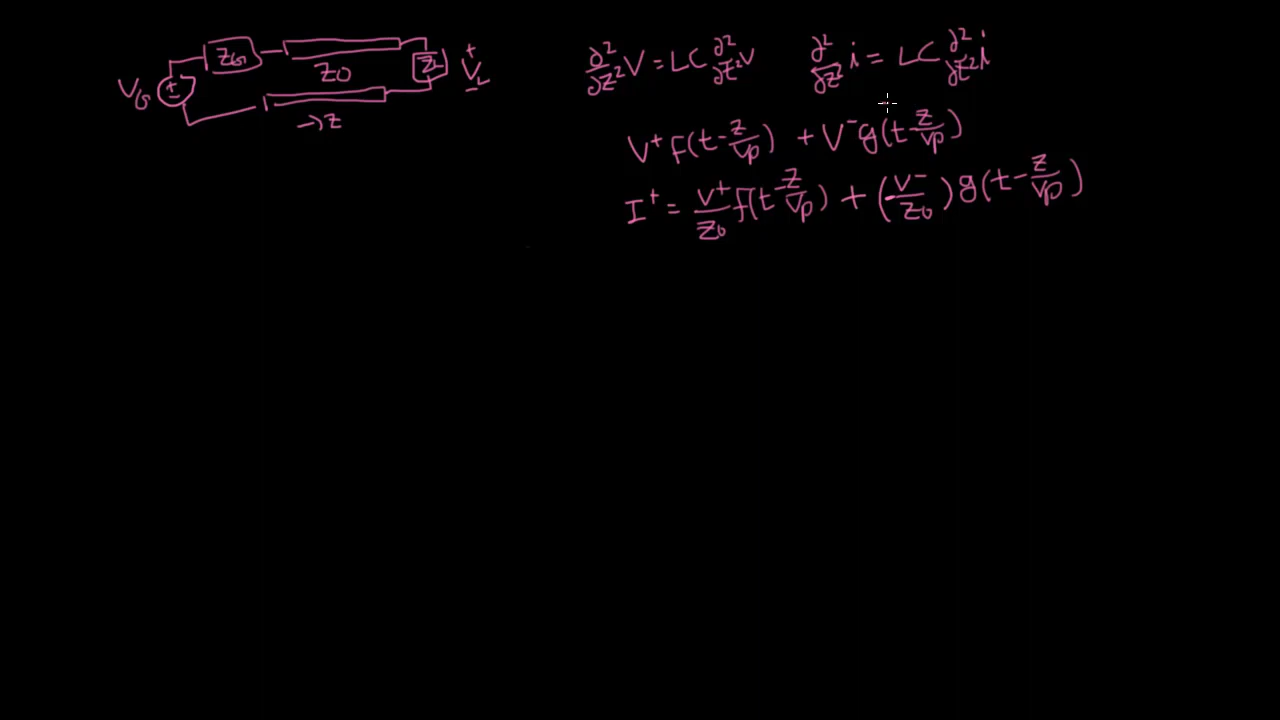 V_G Z_G Z_0 Z_L + V_L −
→ z
∂²/∂z² V = LC ∂²/∂t² V    ∂²/∂z² i = LC ∂²/∂t² i
V⁺f(t − z/vp) + V⁻g(t − z/vp)
I⁺ = V⁺/Z₀ f(t − z/vp) + (−V⁻/Z₀) g(t − z/vp)